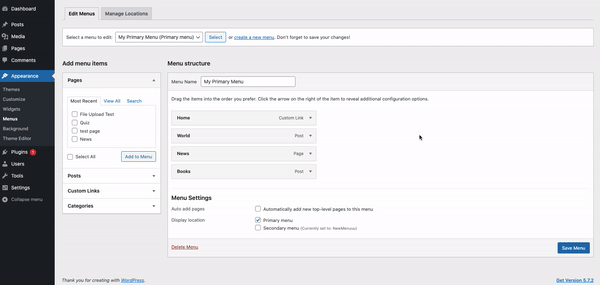 Dashboard
Posts
Media
Pages
Comments
Appearance
Themes
Customise
Widgets
Menus
Background
Theme Editor
Plugins 1
Users
Tools
Settings
Collapse menu
Edit Menus
Manage Locations
Select a menu to edit: My Primary Menu (Primary menu) Select or create a new menu. Don't forget to save your changes!
Add menu items
Pages
Most Recent View All Search
File Upload Test
Quiz
test page
News
Select All Add to Menu
Posts
Custom Links
Categories
Menu structure
Menu Name My Primary Menu
Drag the items into the order you prefer. Click the arrow on the right of the item to reveal additional configuration options.
Home Custom Link
World Post
News Page
Books Post
Menu Settings
Auto add pages Automatically add new top-level pages to this menu
Display location Primary menu
Secondary menu (Currently set to: NewMenuss)
Delete Menu Save Menu
Thank you for creating with WordPress.
Get Version 5.7.2